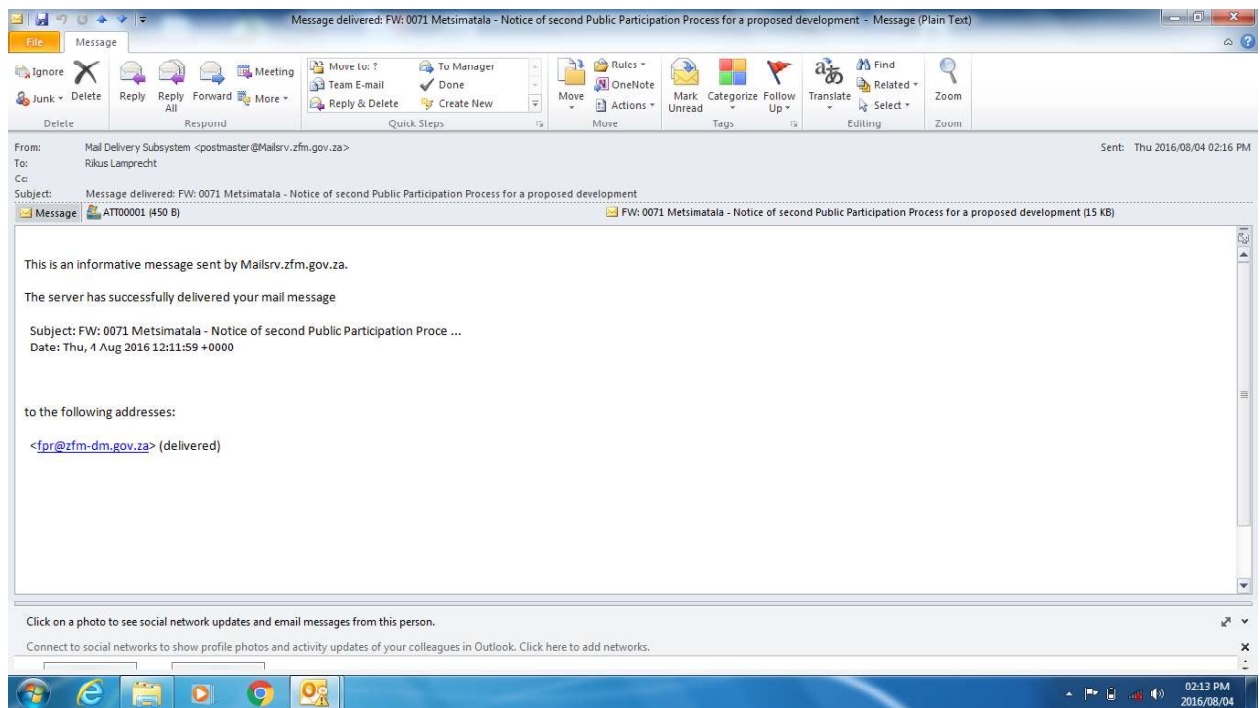 Message delivered: FW: 0071 Metsimatala - Notice of second Public Participation Process for a proposed development - Message (Plain Text)
File Message
Ignore
Junk
Delete
Reply
Reply All
Forward
Meeting
More
Move to: ?
Team E-mail
Reply & Delete
To Manager
Done
Create New
Move
Rules
OneNote
Actions
Mark Unread
Categorize
Follow Up
Translate
Find
Related
Select
Zoom
Delete Respond Quick Steps Move Tags Editing Zoom
From: Mail Delivery Subsystem <postmaster@Mailsrv.zfm.gov.za> Sent: Thu 2016/08/04 02:16 PM
To: Rikus Lamprecht
Cc
Subject: Message delivered: FW: 0071 Metsimatala - Notice of second Public Participation Process for a proposed development
Message ATT00001 (450 B) FW: 0071 Metsimatala - Notice of second Public Participation Process for a proposed development (15 KB)
This is an informative message sent by Mailsrv.zfm.gov.za.
The server has successfully delivered your mail message
Subject: FW: 0071 Metsimatala - Notice of second Public Participation Proce ...
Date: Thu, 4 Aug 2016 12:11:59 +0000
to the following addresses:
<fpr@zfm-dm.gov.za> (delivered)
Click on a photo to see social network updates and email messages from this person.
Connect to social networks to show profile photos and activity updates of your colleagues in Outlook. Click here to add networks.
02:13 PM
2016/08/04